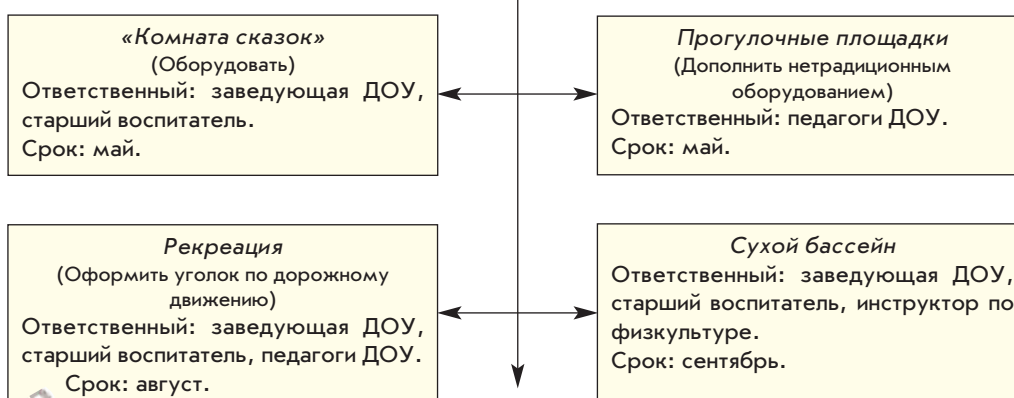 «Комната сказок»
(Оборудовать)
Ответственный: заведующая ДОУ,
старший воспитатель.
Срок: май.
Прогулочные площадки
(Дополнить нетрадиционным
оборудованием)
Ответственный: педагоги ДОУ.
Срок: май.
Рекреация
(Оформить уголок по дорожному
движению)
Ответственный: заведующая ДОУ,
старший воспитатель, педагоги ДОУ.
Срок: август.
Сухой бассейн
Ответственный: заведующая ДОУ,
старший воспитатель, инструктор по
физкультуре.
Срок: сентябрь.